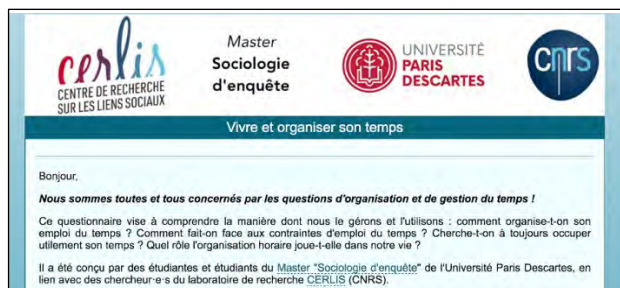 cerlis
CENTRE DE RECHERCHE
SUR LES LIENS SOCIAUX
Master
Sociologie
d'enquête
UNIVERSITÉ
PARIS
DESCARTES
cnrs
Vivre et organiser son temps
Bonjour,
Nous sommes toutes et tous concernés par les questions d'organisation et de gestion du temps !
Ce questionnaire vise à comprendre la manière dont nous le gérons et l'utilisons : comment organise-t-on son
emploi du temps ? Comment fait-on face aux contraintes d'emploi du temps ? Cherche-t-on à toujours occuper
utilement son temps ? Quel rôle l'organisation horaire joue-t-elle dans notre vie ?
Il a été conçu par des étudiantes et étudiants du Master "Sociologie d'enquête" de l'Université Paris Descartes, en
lien avec des chercheur·e·s du laboratoire de recherche CERLIS (CNRS).